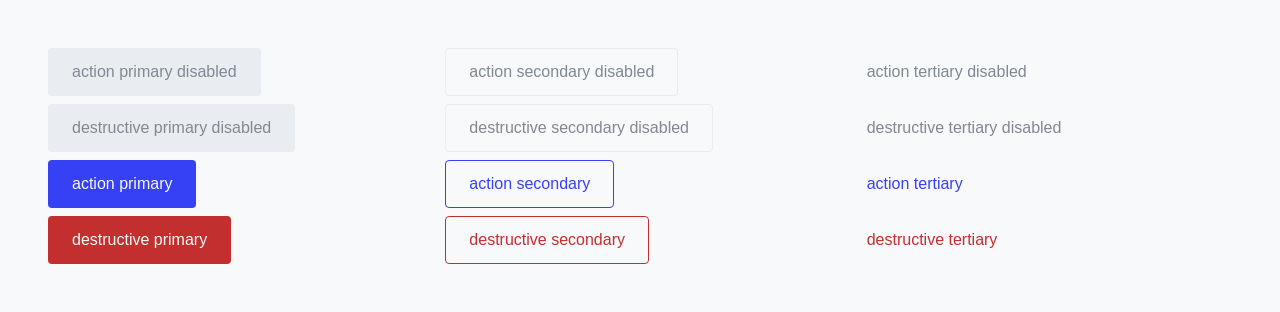 action primary disabled
action secondary disabled
action tertiary disabled
destructive primary disabled
destructive secondary disabled
destructive tertiary disabled
action primary
action secondary
action tertiary
destructive primary
destructive secondary
destructive tertiary